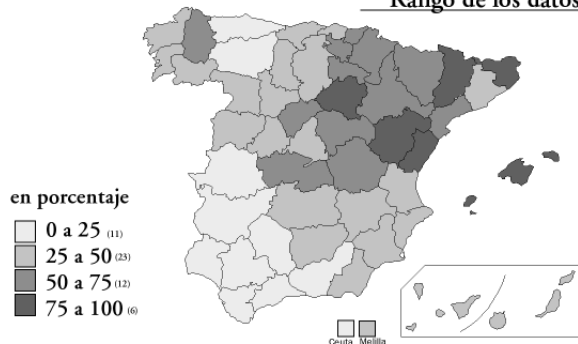 Rango de los datos
en porcentaje
0 a 25 (11)
25 a 50 (23)
50 a 75 (12)
75 a 100 (6)
Ceuta Melilla